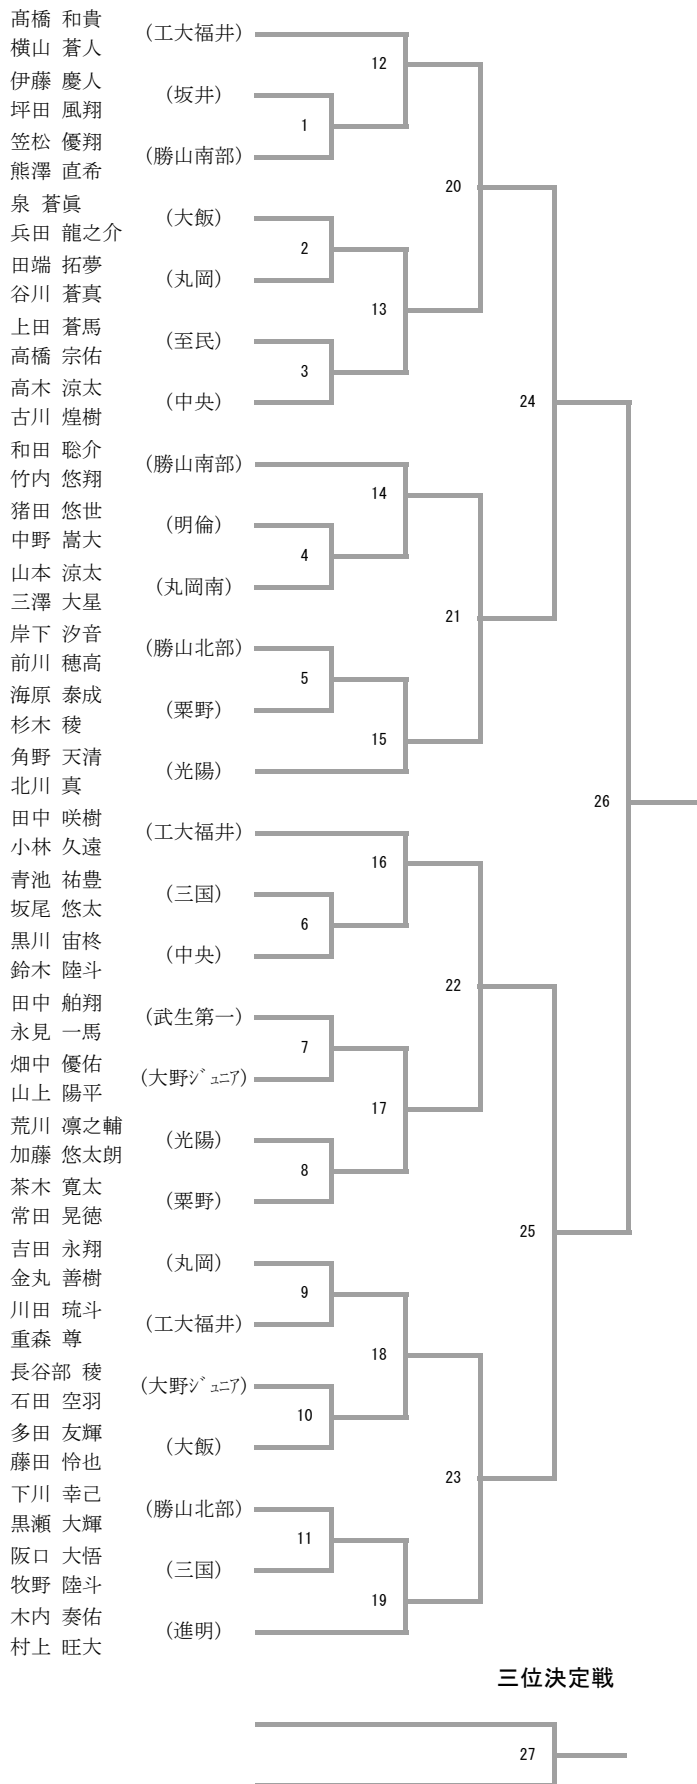 髙橋 和貴
(工大福井)
横山 蒼人
12
伊藤 慶人
(坂井)
坪田 風翔
1
笠松 優翔
(勝山南部)
熊澤 直希
20
泉 蒼眞
(大飯)
兵田 龍之介
2
田端 拓夢
(丸岡)
谷川 蒼真
13
上田 蒼馬
(至民)
高橋 宗佑
3
高木 涼太
(中央)
古川 煌樹
24
和田 聡介
(勝山南部)
竹内 悠翔
14
猪田 悠世
(明倫)
中野 嵩大
4
山本 涼太
(丸岡南)
三澤 大星
21
岸下 汐音
(勝山北部)
前川 穂高
5
海原 泰成
(粟野)
杉木 稜
15
角野 天清
(光陽)
北川 真
26
田中 咲樹
(工大福井)
小林 久遠
16
青池 祐豊
(三国)
坂尾 悠太
6
黒川 宙柊
(中央)
鈴木 陸斗
22
田中 舶翔
(武生第一)
永見 一馬
7
畑中 優佑
(大野ジュニア)
山上 陽平
17
荒川 凛之輔
(光陽)
加藤 悠太朗
8
茶木 寛太
(粟野)
常田 晃徳
25
吉田 永翔
(丸岡)
金丸 善樹
9
川田 琉斗
(工大福井)
重森 尊
18
長谷部 稜
(大野ジュニア)
石田 空羽
10
多田 友輝
(大飯)
藤田 怜也
23
下川 幸己
(勝山北部)
黒瀬 大輝
11
阪口 大悟
(三国)
牧野 陸斗
19
木内 奏佑
(進明)
村上 旺大
三位決定戦
27